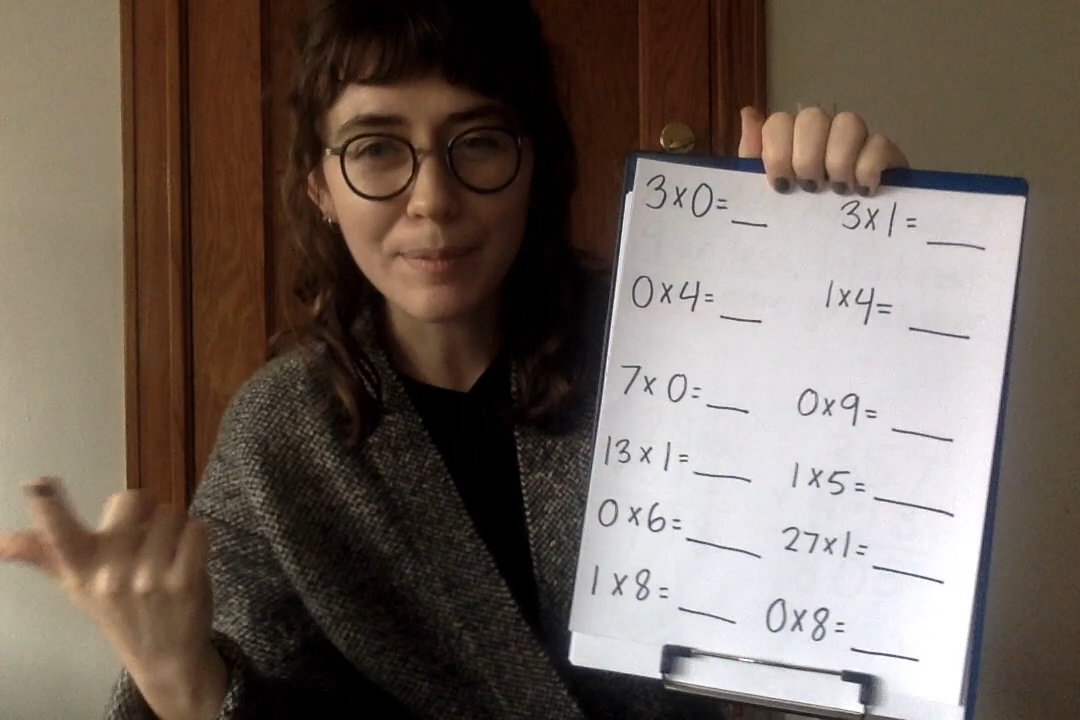 3x0=__ 3x1=__
0x4=__ 1x4=__
7x0=__ 0x9=__
13x1=__ 1x5=__
0x6=__ 27x1=__
1x8=__ 0x8=__